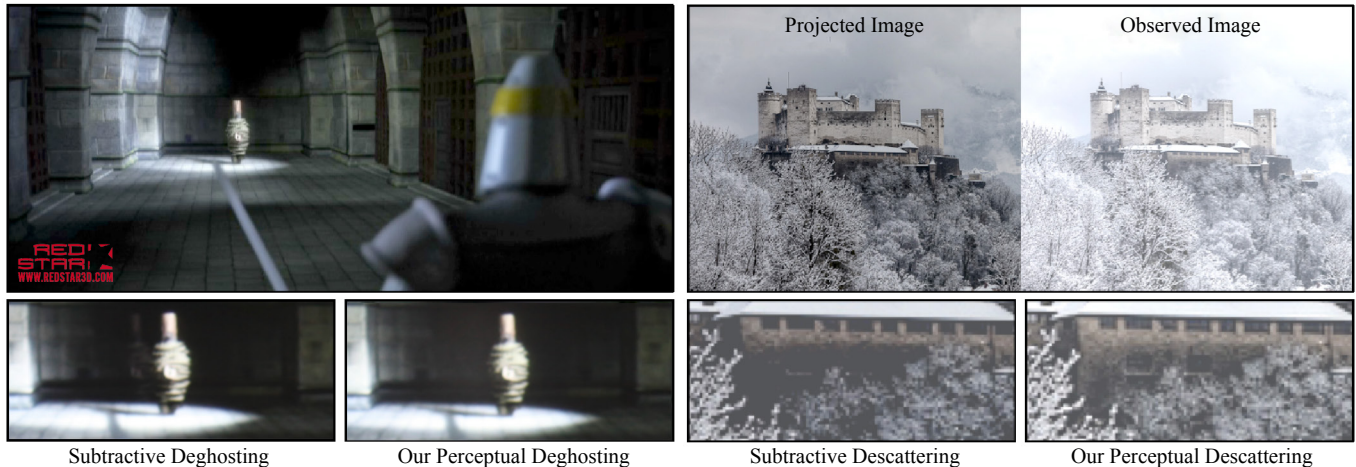 Projected Image
Observed Image
RED
STAR
WWW.REDSTAR3D.COM
Subtractive Deghosting
Our Perceptual Deghosting
Subtractive Descattering
Our Perceptual Descattering